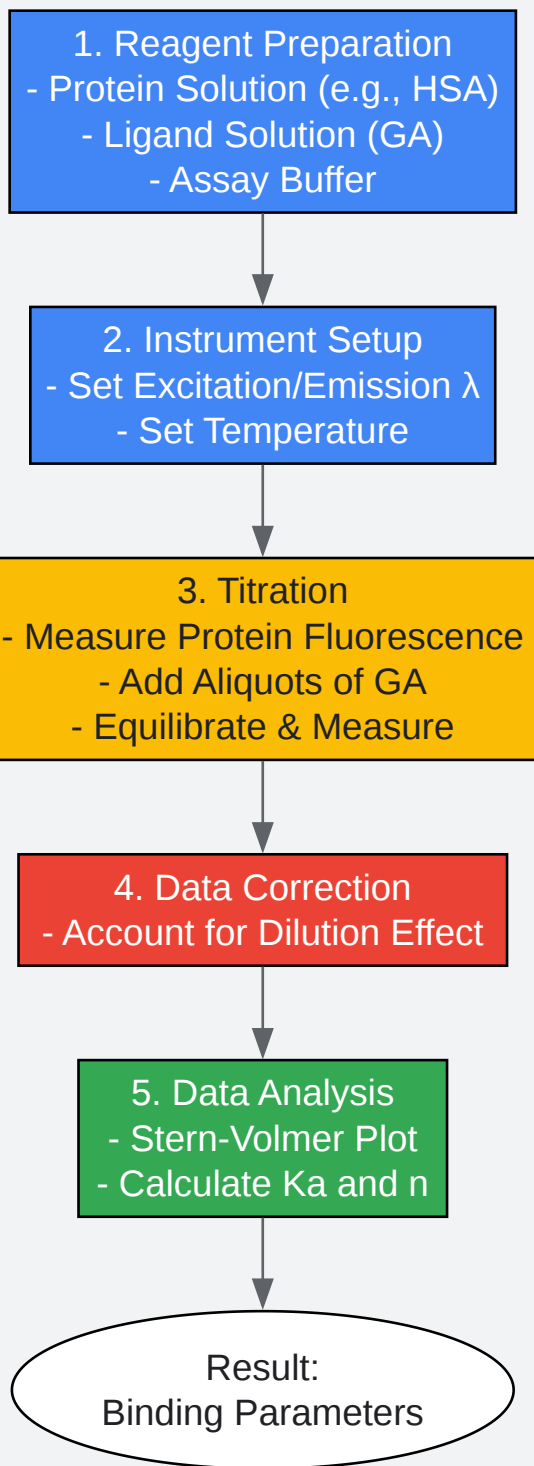 1. Reagent Preparation
- Protein Solution (e.g., HSA)
- Ligand Solution (GA)
- Assay Buffer
2. Instrument Setup
- Set Excitation/Emission λ
- Set Temperature
3. Titration
- Measure Protein Fluorescence
- Add Aliquots of GA
- Equilibrate & Measure
4. Data Correction
- Account for Dilution Effect
5. Data Analysis
- Stern-Volmer Plot
- Calculate Ka and n
Result:
Binding Parameters